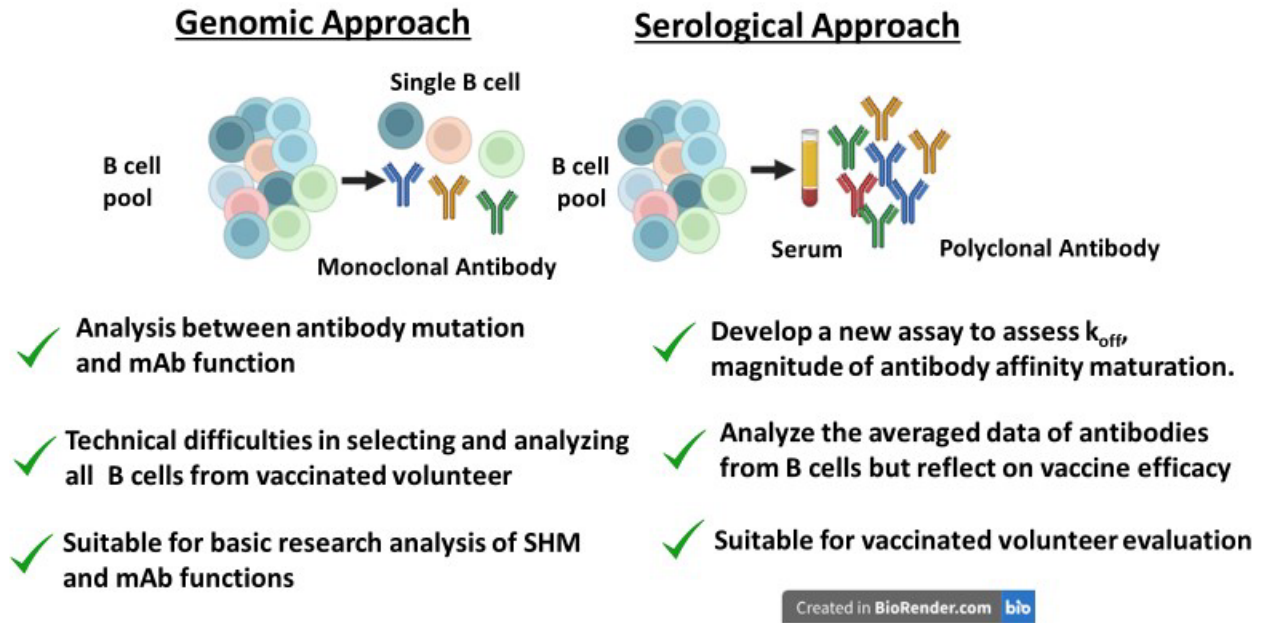 Genomic Approach
Serological Approach
Single B cell
B cell
pool
Monoclonal Antibody
B cell
pool
Serum
Polyclonal Antibody
Analysis between antibody mutation
and mAb function
Technical difficulties in selecting and analyzing
all B cells from vaccinated volunteer
Suitable for basic research analysis of SHM
and mAb functions
Develop a new assay to assess koff,
magnitude of antibody affinity maturation.
Analyze the averaged data of antibodies
from B cells but reflect on vaccine efficacy
Suitable for vaccinated volunteer evaluation
Created in BioRender.com bio